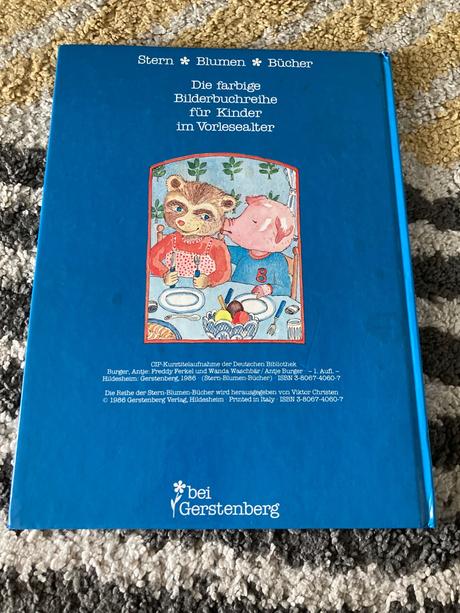 Stern * Blumen * Bücher
Die farbige
Bilderbuchreihe
für Kinder
im Vorlesealter
8
CIP-Kurztitelaufnahme der Deutschen Bibliothek
Burger, Antje: Freddy Ferkel und Wanda Waschbär / Antje Burger – 1. Aufl. –
Hildesheim: Gerstenberg, 1986 (Stern-Blumen-Bücher) ISBN 3-8067-4060-7
Die Reihe der Stern-Blumen-Bücher wird herausgegeben von Viktor Christen
© 1986 Gerstenberg Verlag, Hildesheim · Printed in Italy · ISBN 3-8067-4060-7
bei
Gerstenberg